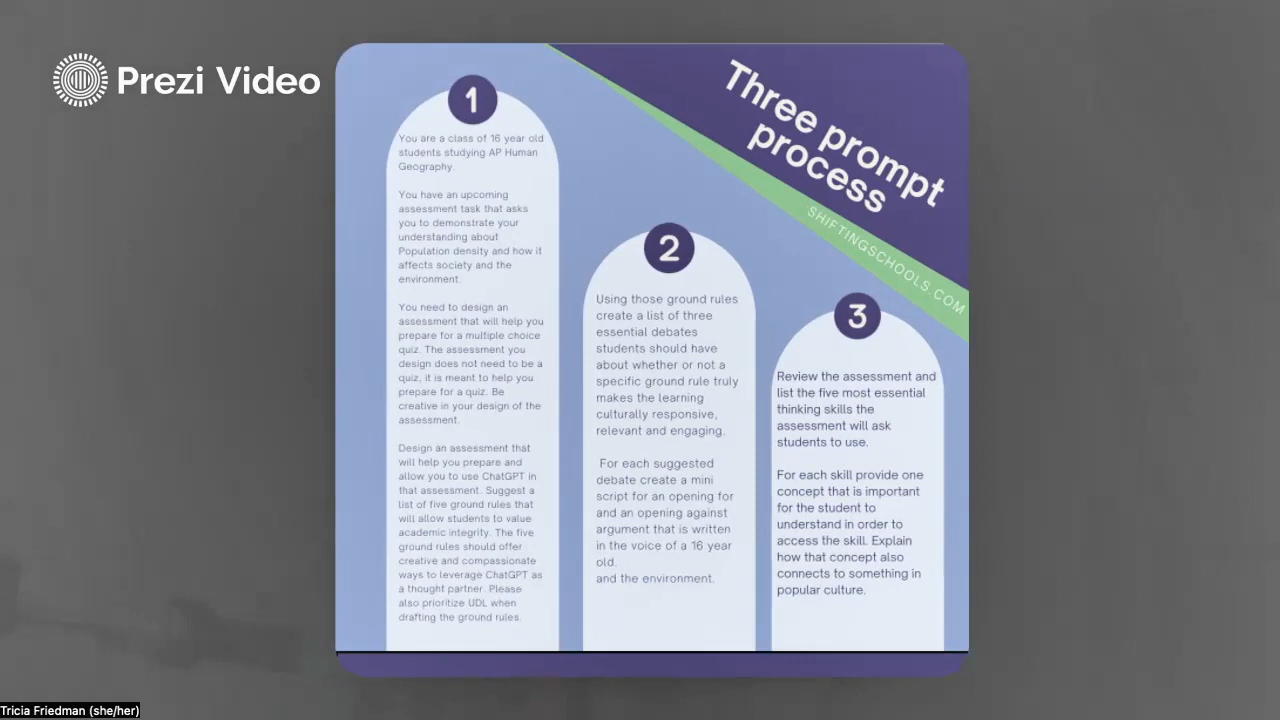 Prezi Video
Three prompt
process
SHIFTINGSCHOOLS.COM
1
You are a class of 16 year old
students studying AP Human
Geography.
You have an upcoming
assessment task that asks
you to demonstrate your
understanding about
Population density and how it
affects society and the
environment.
You need to design an
assessment that will help you
prepare for a multiple choice
quiz. The assessment you
design does not need to be a
quiz, it is meant to help you
prepare for a quiz. Be
creative in your design of the
assessment.
Design an assessment that
will help you prepare and
allow you to use ChatGPT in
that assessment. Suggest a
list of five ground rules that
will allow students to value
academic integrity. The five
ground rules should offer
creative and compassionate
ways to leverage ChatGPT as
a thought partner. Please
also prioritize UDL when
drafting the ground rules.
2
Using those ground rules
create a list of three
essential debates
students should have
about whether or not a
specific ground rule truly
makes the learning
culturally responsive,
relevant and engaging.
For each suggested
debate create a mini
script for an opening for
and an opening against
argument that is written
in the voice of a 16 year
old.
and the environment.
3
Review the assessment and
list the five most essential
thinking skills the
assessment will ask
students to use.
For each skill provide one
concept that is important
for the student to
understand in order to
access the skill. Explain
how that concept also
connects to something in
popular culture.
Tricia Friedman (she/her)